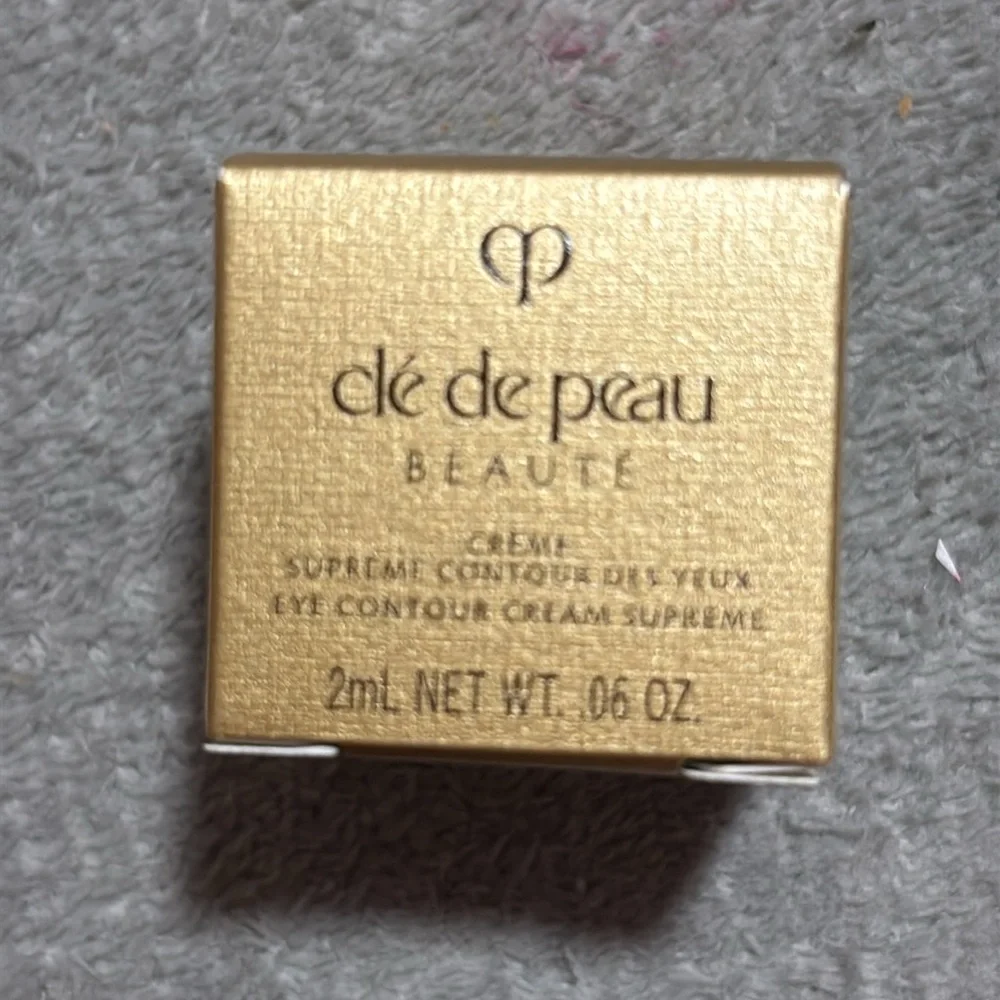 clé de peau
BEAUTÉ
CRÈME
SUPRÊME CONTOUR DES YEUX
EYE CONTOUR CREAM SUPREME
2mL NET WT. .06 OZ.